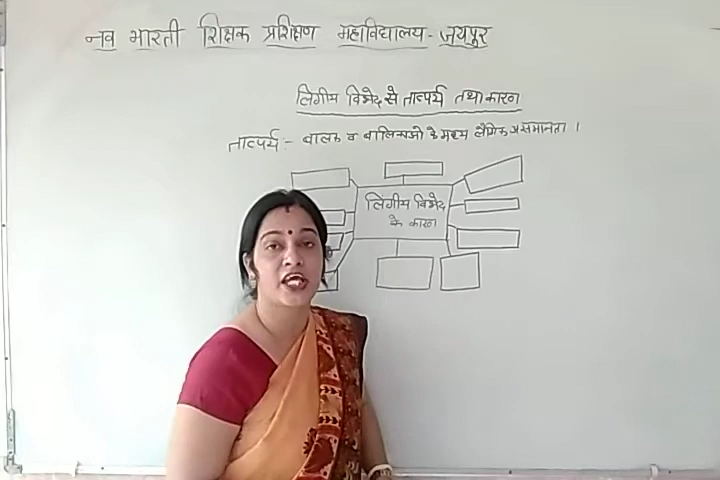 नव भारती शिक्षक प्रशिक्षण महाविद्यालय - जयपुर
लिंगीय विभेद से तात्पर्य तथा कारण
तात्पर्य :- बालक व बालिकाओ के मध्य लैंगिक असमानता ।
लिंगीय विभेद
के कारण